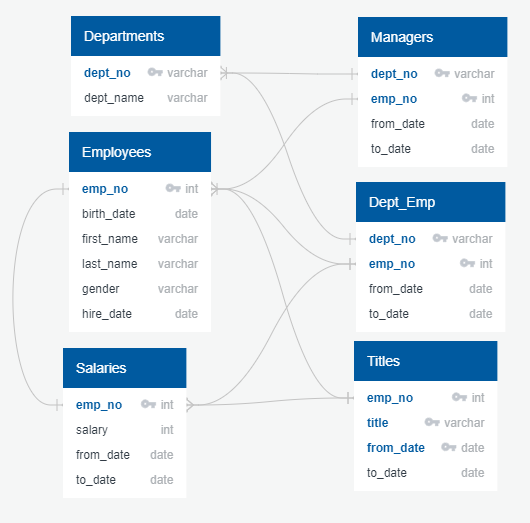 Departments
dept_no varchar
dept_name varchar
Employees
emp_no int
birth_date date
first_name varchar
last_name varchar
gender varchar
hire_date date
Salaries
emp_no int
salary int
from_date date
to_date date
Managers
dept_no varchar
emp_no int
from_date date
to_date date
Dept_Emp
dept_no varchar
emp_no int
from_date date
to_date date
Titles
emp_no int
title varchar
from_date date
to_date date